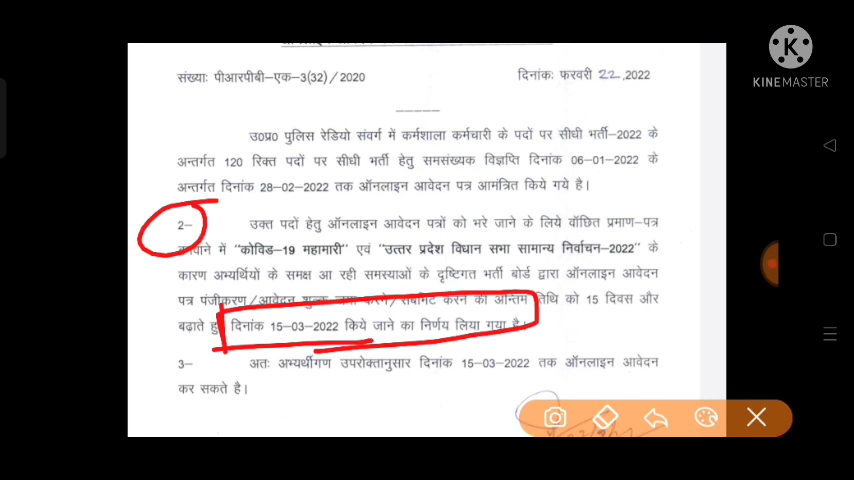 K
KINEMASTER
संख्याः पीआरपीबी-एक-3(32)/2020
दिनांकः फरवरी 22,2022
उ0प्र0 पुलिस रेडियो संवर्ग में कर्मशाला कर्मचारी के पदों पर सीधी भर्ती-2022 के
अन्तर्गत 120 रिक्त पदों पर सीधी भर्ती हेतु समसंख्यक विज्ञप्ति दिनांक 06-01-2022 के
अन्तर्गत दिनांक 28-02-2022 तक ऑनलाइन आवेदन पत्र आमंत्रित किये गये है।
2- उक्त पदों हेतु ऑनलाइन आवेदन पत्रों को भरे जाने के लिये वॉछित प्रमाण-पत्र
में "कोविड-19 महामारी" एवं "उत्तर प्रदेश विधान सभा सामान्य निर्वाचन-2022" के
कारण अभ्यर्थियों के समक्ष आ रही समस्याओं के दृष्टिगत भर्ती बोर्ड द्वारा ऑनलाइन आवेदन
पत्र पंजीकरण/आवेदन शुल्क जमा करने/सबमिट करने की अन्तिम तिथि को 15 दिवस और
बढ़ाते हुए दिनांक 15-03-2022 किये जाने का निर्णय लिया गया है।
3- अतः अभ्यर्थीगण उपरोक्तानुसार दिनांक 15-03-2022 तक ऑनलाइन आवेदन
कर सकते है।